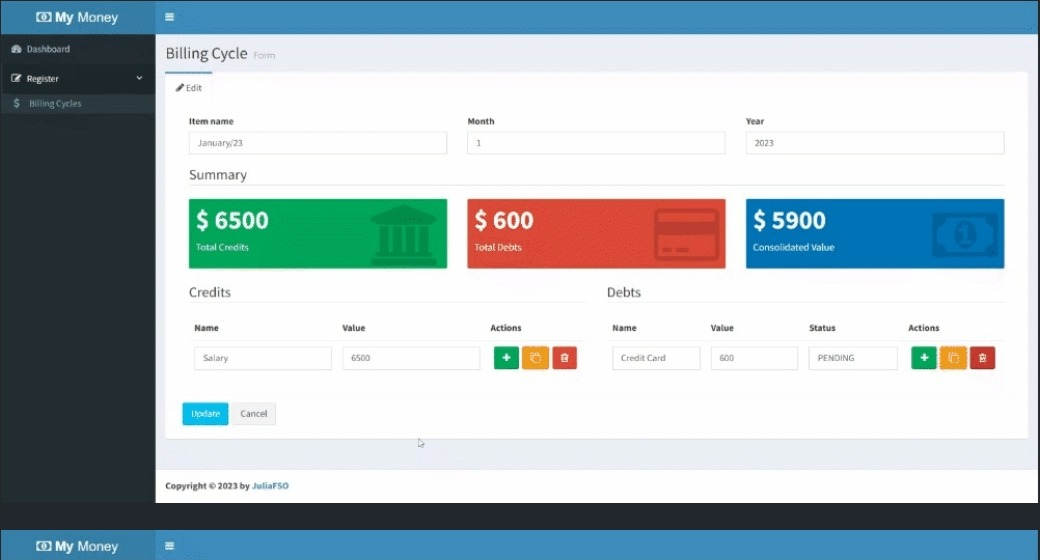 My Money
Dashboard
Register
Billing Cycles
Billing Cycle Form
Edit
Item name Month Year
January/23 1 2023
Summary
$ 6500 $ 600 $ 5900
Total Credits Total Debts Consolidated Value
1
Credits Debts
Name Value Actions Name Value Status Actions
Salary 6500 Credit Card 600 PENDING
Update Cancel
Copyright © 2023 by JuliaFSO
My Money